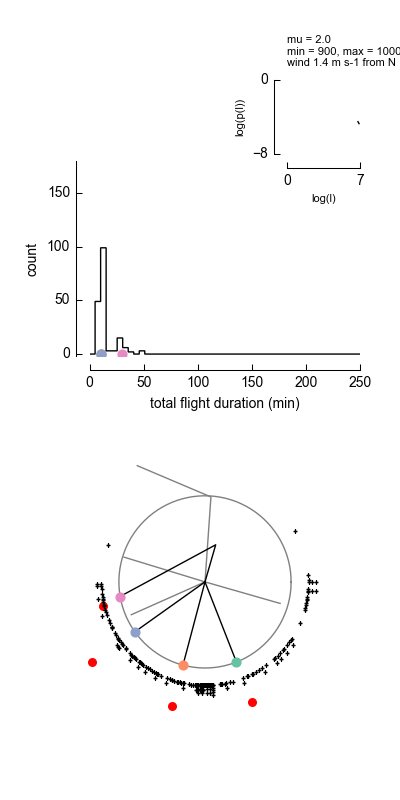 mu = 2.0
min = 900, max = 1000
wind 1.4 m s-1 from N
0
log(p(l))
−8
0
7
log(l)
150
count
100
50
0
0
50
100
150
200
250
total flight duration (min)